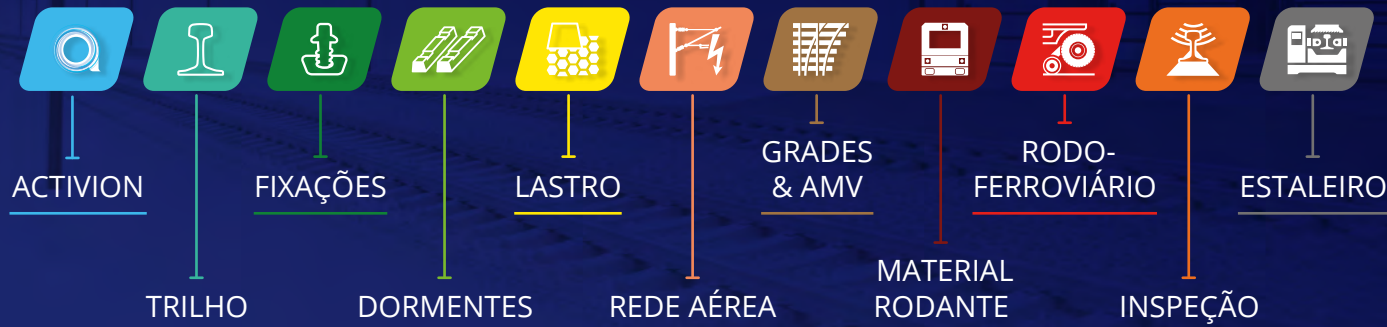 ACTIVION
TRILHO
FIXAÇÕES
DORMENTES
LASTRO
REDE AÉREA
GRADES
& AMV
MATERIAL
RODANTE
RODO-
FERROVIÁRIO
INSPEÇÃO
ESTALEIRO